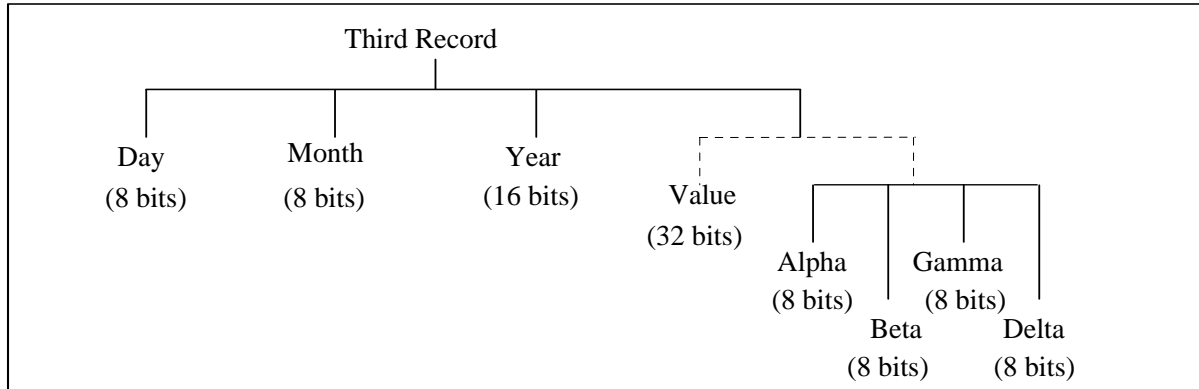 Third Record
Day
(8 bits)
Month
(8 bits)
Year
(16 bits)
Value
(32 bits)
Alpha
(8 bits)
Beta
(8 bits)
Gamma
(8 bits)
Delta
(8 bits)